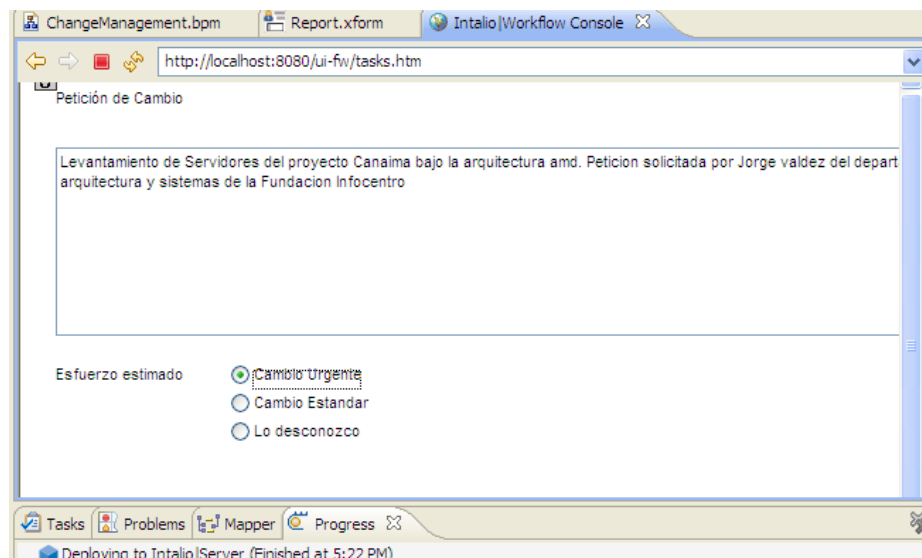 ChangeManagement.bpm Report.xform Intalio|Workflow Console
http://localhost:8080/ui-fw/tasks.htm
Petición de Cambio
Levantamiento de Servidores del proyecto Canaima bajo la arquitectura amd. Peticion solicitada por Jorge valdez del depart
arquitectura y sistemas de la Fundacion Infocentro
Esfuerzo estimado Cambio Urgente
Cambio Estandar
Lo desconozco
Tasks Problems Mapper Progress
Deploying to Intalio|Server (Finished at 5:22 PM)